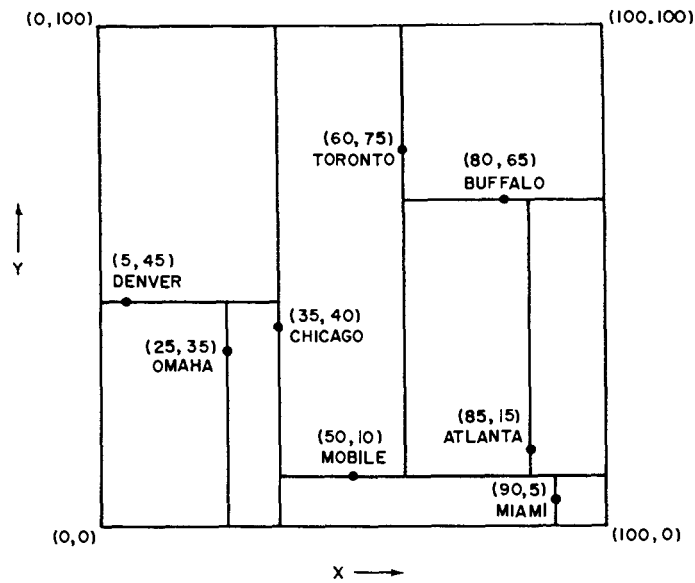 (0,100)
(100.100)
(60,75)
TORONTO
(80,65)
BUFFALO
(5,45)
DENVER
Y
(35,40)
CHICAGO
(25,35)
OMAHA
(85,15)
ATLANTA
(50,10)
MOBILE
(90,5)
MIAMI
(0,0)
(100,0)
X